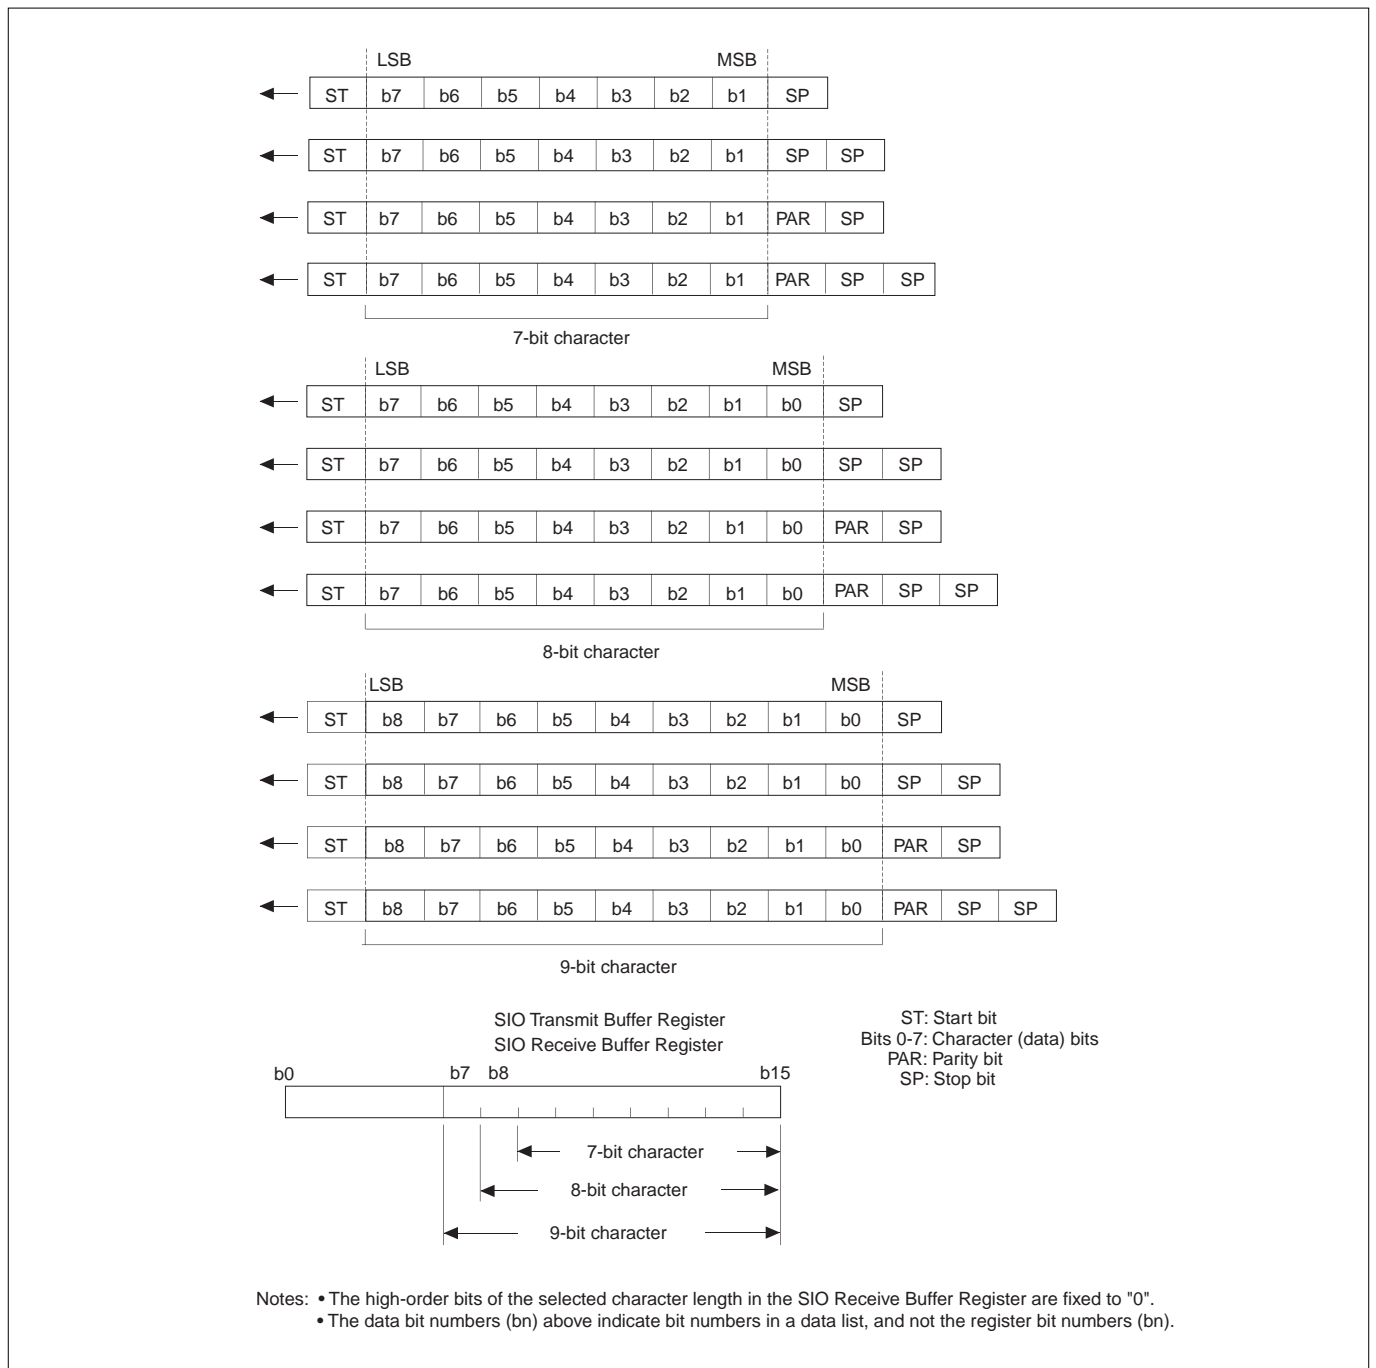 LSB MSB
ST b7 b6 b5 b4 b3 b2 b1 SP
ST b7 b6 b5 b4 b3 b2 b1 SP SP
ST b7 b6 b5 b4 b3 b2 b1 PAR SP
ST b7 b6 b5 b4 b3 b2 b1 PAR SP SP
7-bit character
LSB MSB
ST b7 b6 b5 b4 b3 b2 b1 b0 SP
ST b7 b6 b5 b4 b3 b2 b1 b0 SP SP
ST b7 b6 b5 b4 b3 b2 b1 b0 PAR SP
ST b7 b6 b5 b4 b3 b2 b1 b0 PAR SP SP
8-bit character
LSB MSB
ST b8 b7 b6 b5 b4 b3 b2 b1 b0 SP
ST b8 b7 b6 b5 b4 b3 b2 b1 b0 SP SP
ST b8 b7 b6 b5 b4 b3 b2 b1 b0 PAR SP
ST b8 b7 b6 b5 b4 b3 b2 b1 b0 PAR SP SP
9-bit character
SIO Transmit Buffer Register
SIO Receive Buffer Register
ST: Start bit
Bits 0-7: Character (data) bits
PAR: Parity bit
SP: Stop bit
b0 b7 b8 b15
7-bit character
8-bit character
9-bit character
Notes: • The high-order bits of the selected character length in the SIO Receive Buffer Register are fixed to "0".
• The data bit numbers (bn) above indicate bit numbers in a data list, and not the register bit numbers (bn).